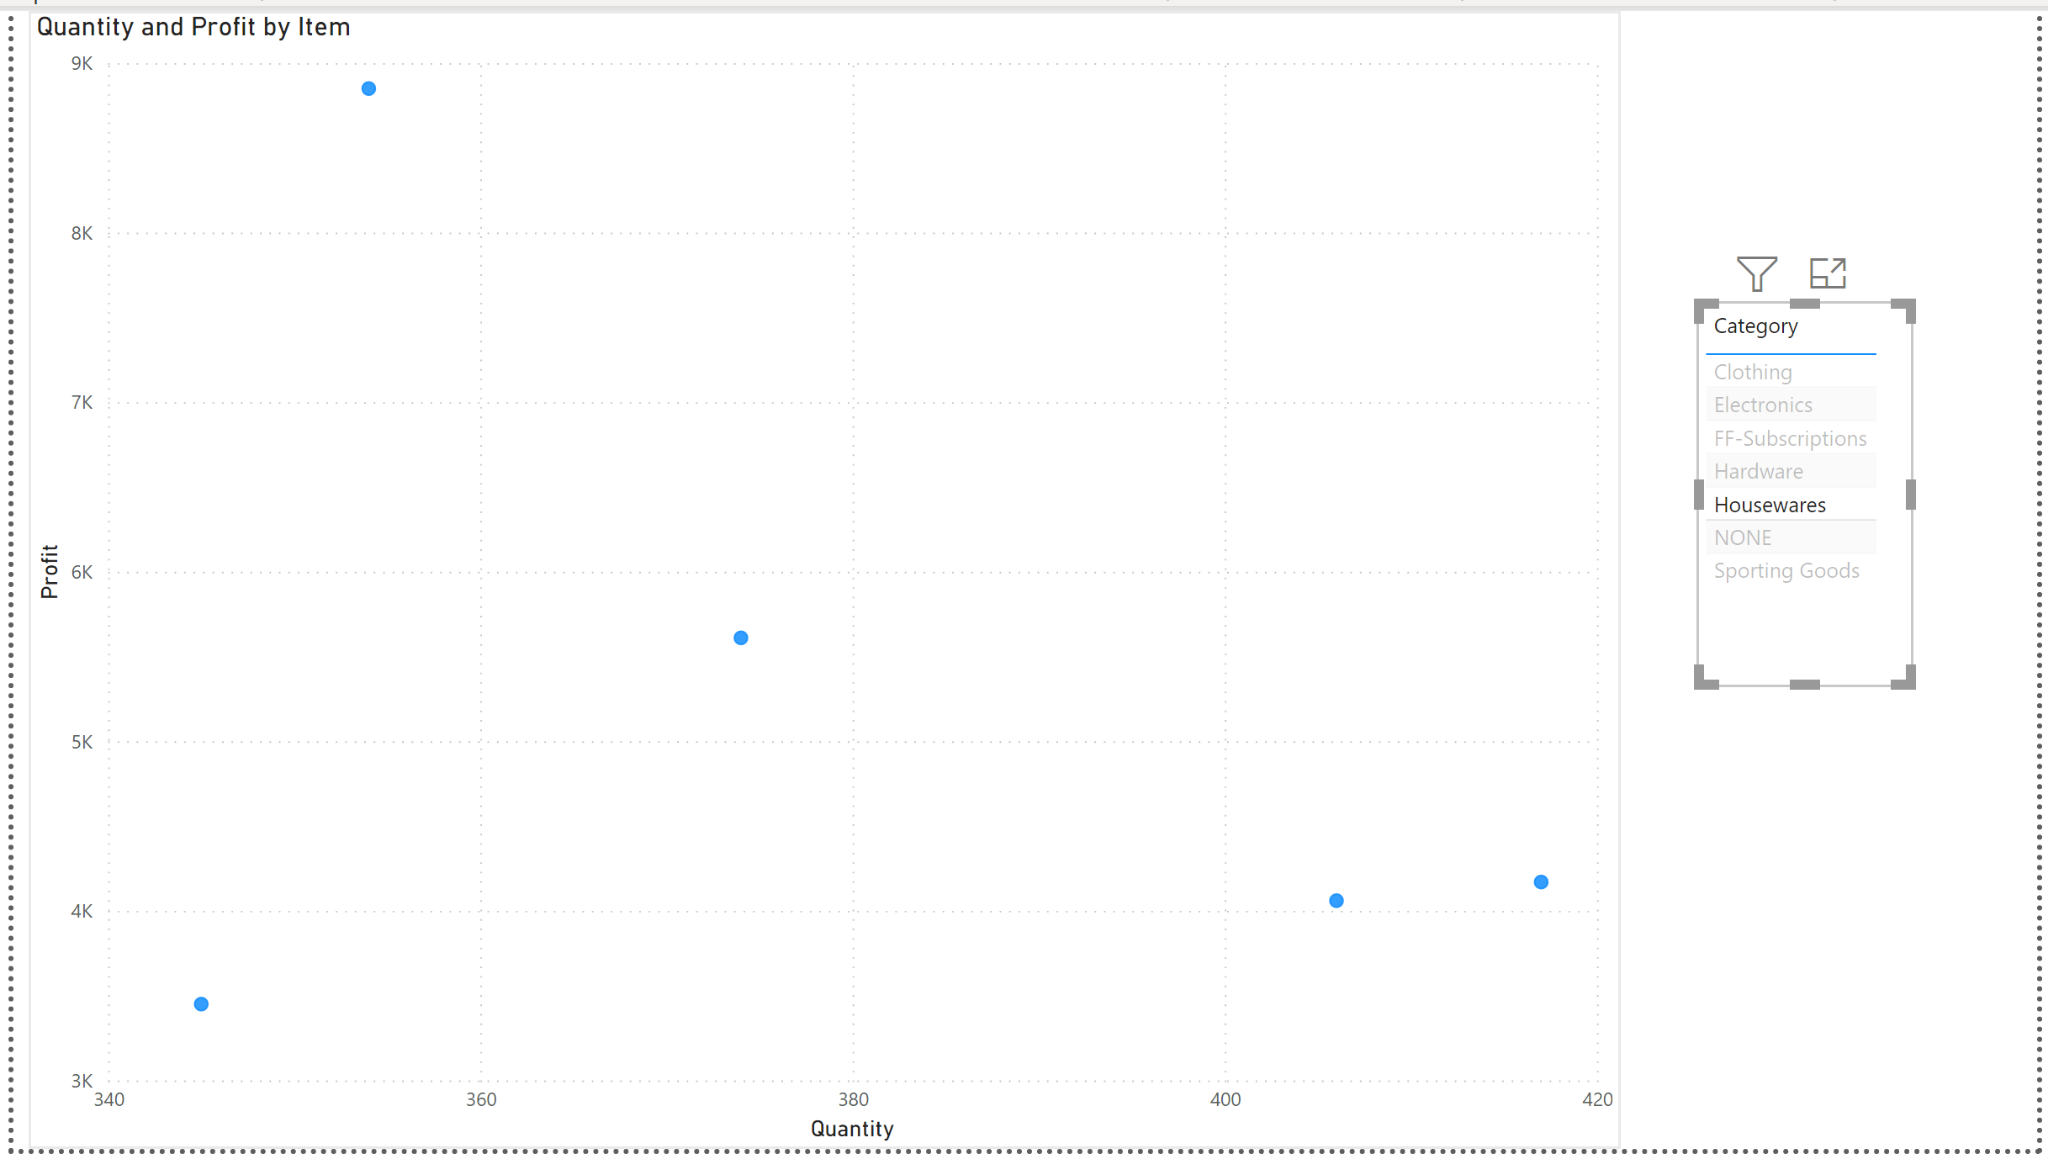 Quantity and Profit by Item
9K
8K
7K
6K
5K
4K
3K
Profit
340 360 380 400 420
Quantity
Category
Clothing
Electronics
FF-Subscriptions
Hardware
Housewares
NONE
Sporting Goods